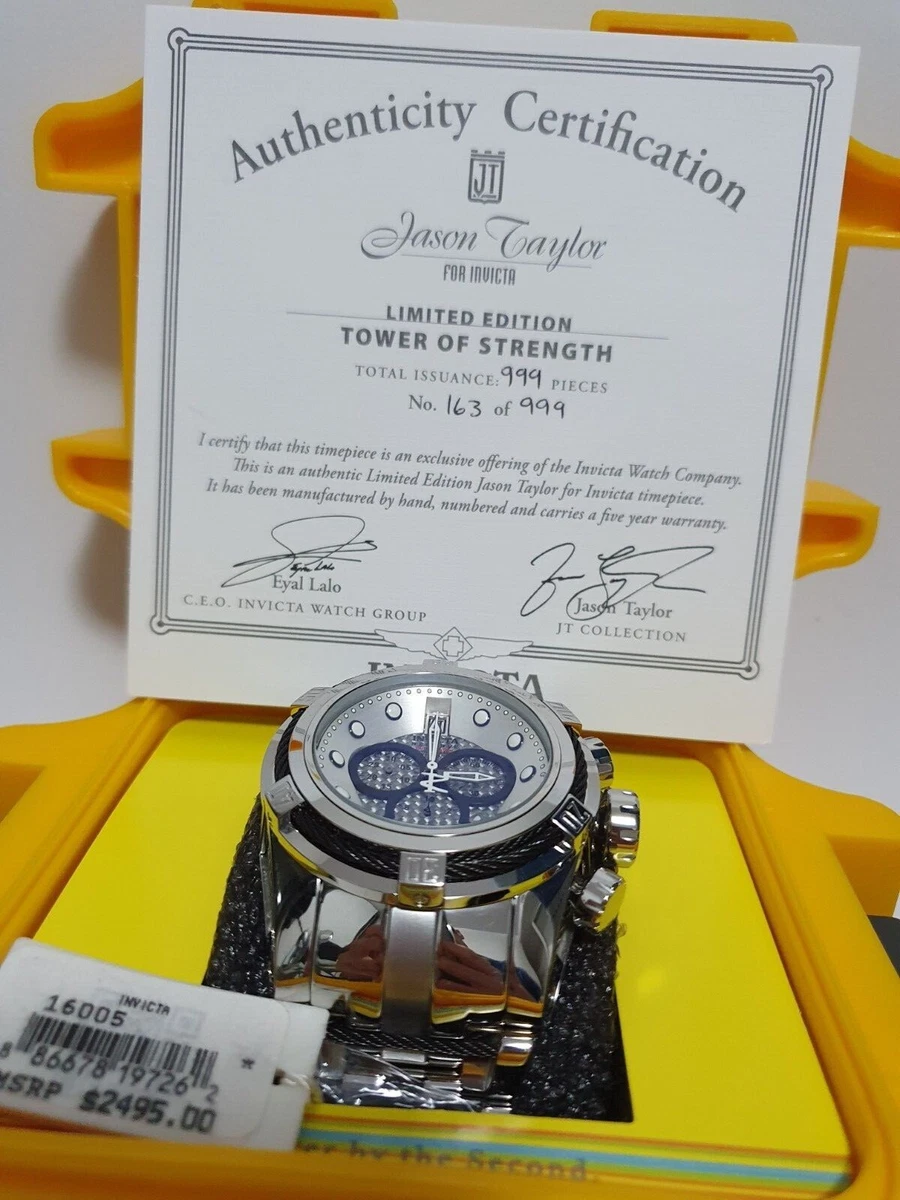 Authenticity Certification
JT
Jason Taylor
FOR INVICTA
LIMITED EDITION
TOWER OF STRENGTH
TOTAL ISSUANCE: 999 PIECES
No. 163 of 999
I certify that this timepiece is an exclusive offering of the Invicta Watch Company.
This is an authentic Limited Edition Jason Taylor for Invicta timepiece.
It has been manufactured by hand, numbered and carries a five year warranty.
Eyal Lalo
Eyal Lalo
C.E.O. INVICTA WATCH GROUP
Jason Taylor
JT COLLECTION
INVICTA
16005
8 86678 19726 2
MSRP $2495.00
by the Second.